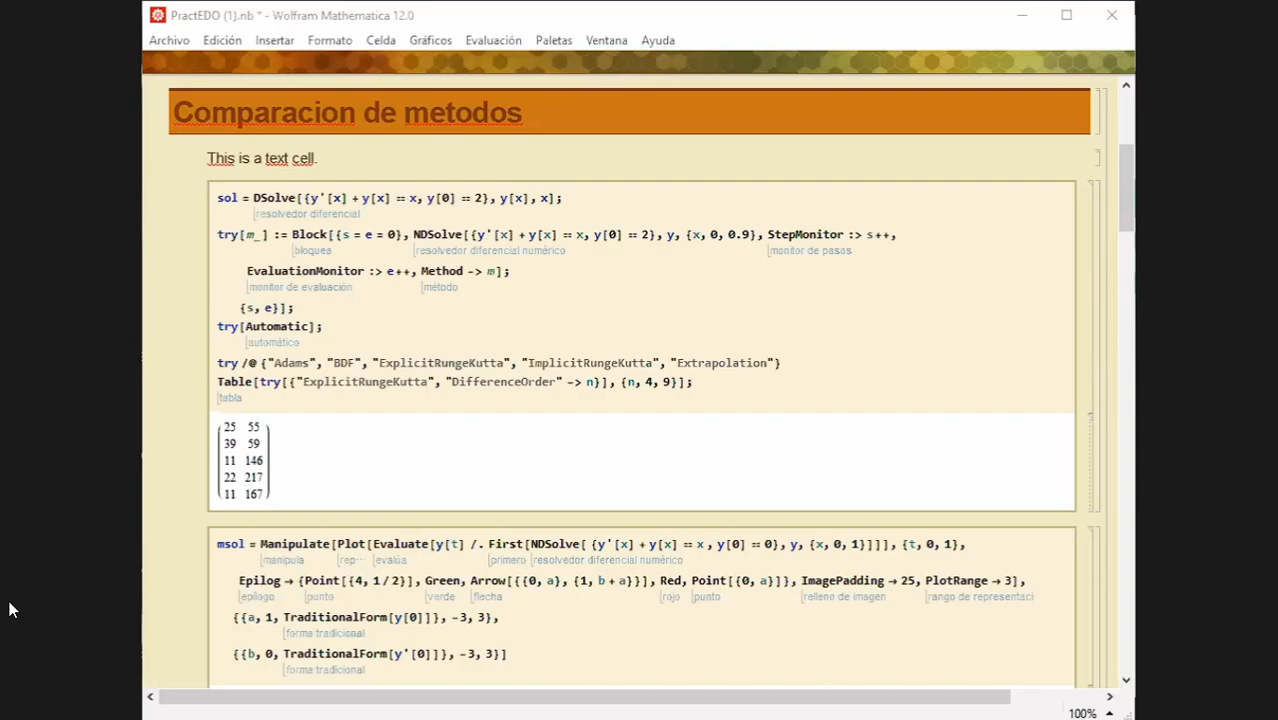 PractEDO (1).nb * - Wolfram Mathematica 12.0
Archivo Edición Insertar Formato Celda Gráficos Evaluación Paletas Ventana Ayuda
Comparacion de metodos
This is a text cell.
sol = DSolve[{y'[x] + y[x] == x, y[0] == 2}, y[x], x];
resolvedor diferencial
try[m_] := Block[{s = e = 0}, NDSolve[{y'[x] + y[x] == x, y[0] == 2}, y, {x, 0, 0.9}, StepMonitor :> s++,
bloquea resolvedor diferencial numérico monitor de pasos
EvaluationMonitor :> e++, Method -> m];
monitor de evaluación método
{s, e}];
try[Automatic];
automático
try /@ {"Adams", "BDF", "ExplicitRungeKutta", "ImplicitRungeKutta", "Extrapolation"}
Table[try[{"ExplicitRungeKutta", "DifferenceOrder" -> n}], {n, 4, 9}];
tabla
25 55
39 59
11 146
22 217
11 167
msol = Manipulate[Plot[Evaluate[y[t] /. First[NDSolve[ {y'[x] + y[x] == x , y[0] == 0}, y, {x, 0, 1}]]], {t, 0, 1},
manipula rep⋯ evalúa primero resolvedor diferencial numérico
Epilog → {Point[{4, 1/2}], Green, Arrow[{{0, a}, {1, b + a}}], Red, Point[{0, a}]}, ImagePadding → 25, PlotRange → 3],
epílogo punto verde flecha rojo punto relleno de imagen rango de representaci
{{a, 1, TraditionalForm[y[0]]}, -3, 3},
forma tradicional
{{b, 0, TraditionalForm[y'[0]]}, -3, 3}]
forma tradicional
100%